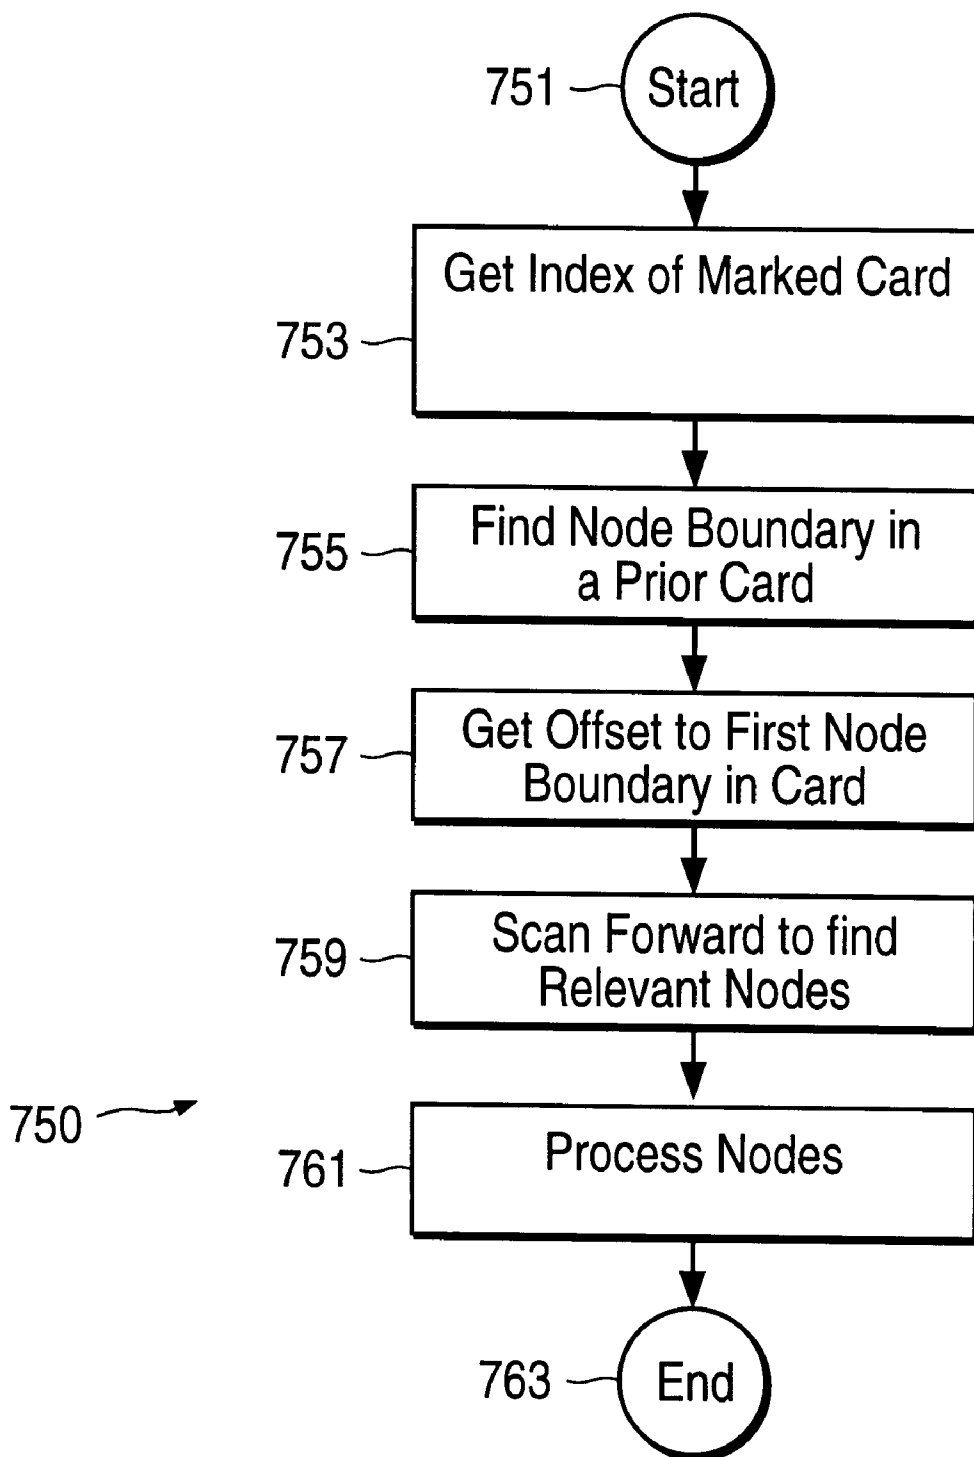 751
Start
Get Index of Marked Card
753
Find Node Boundary in
a Prior Card
755
Get Offset to First Node
Boundary in Card
757
Scan Forward to find
Relevant Nodes
759
750
Process Nodes
761
763
End